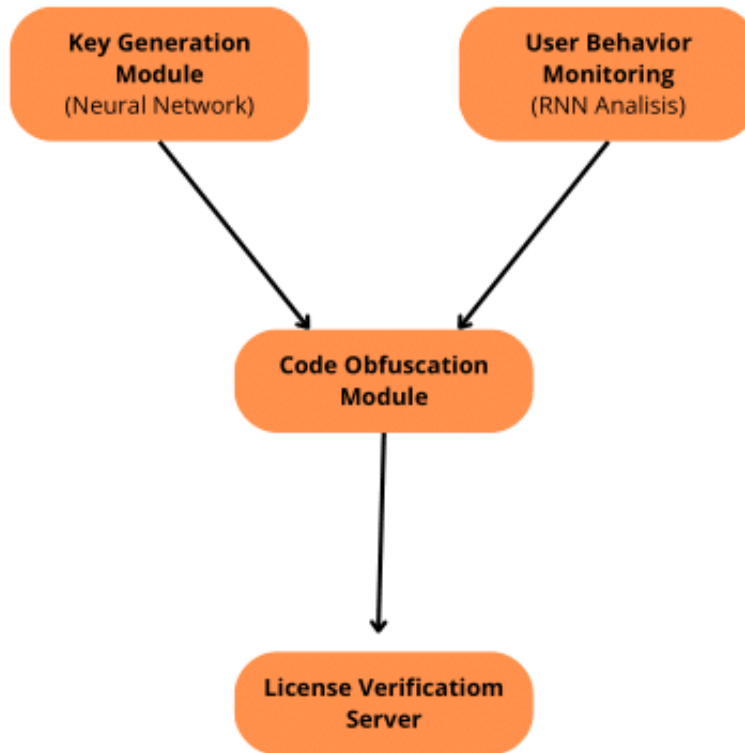 Key Generation
Module
(Neural Network)
User Behavior
Monitoring
(RNN Analisis)
Code Obfuscation
Module
License Verificatiom
Server